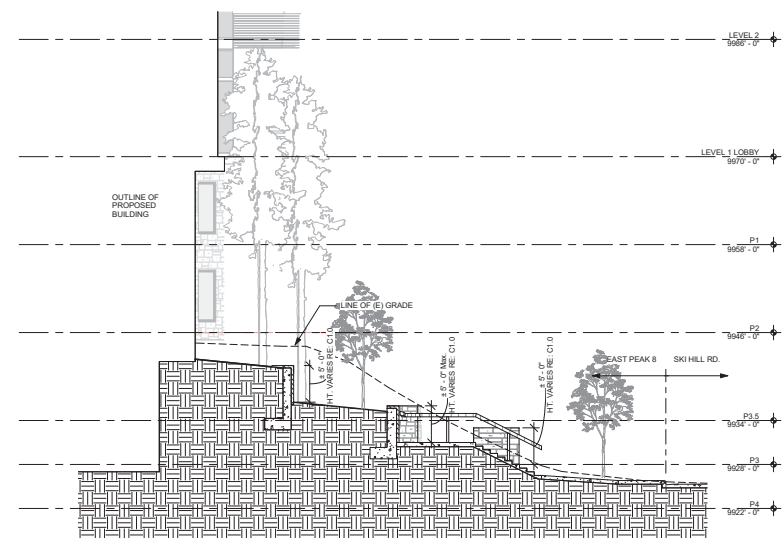 LEVEL 2
9986' - 0"
LEVEL 1 LOBBY
9970' - 0"
OUTLINE OF
PROPOSED
BUILDING
P1
9958' - 0"
LINE OF (E) GRADE
P2
9946' - 0"
± 5' - 0"
HT. VARIES RE: C1.0
± 5' - 0" Max.
HT. VARIES RE: C1.0
± 5' - 0"
HT. VARIES RE: C1.0
EAST PEAK 8
SKI HILL RD.
P3.5
9934' - 0"
P3
9928' - 0"
P4
9922' - 0"